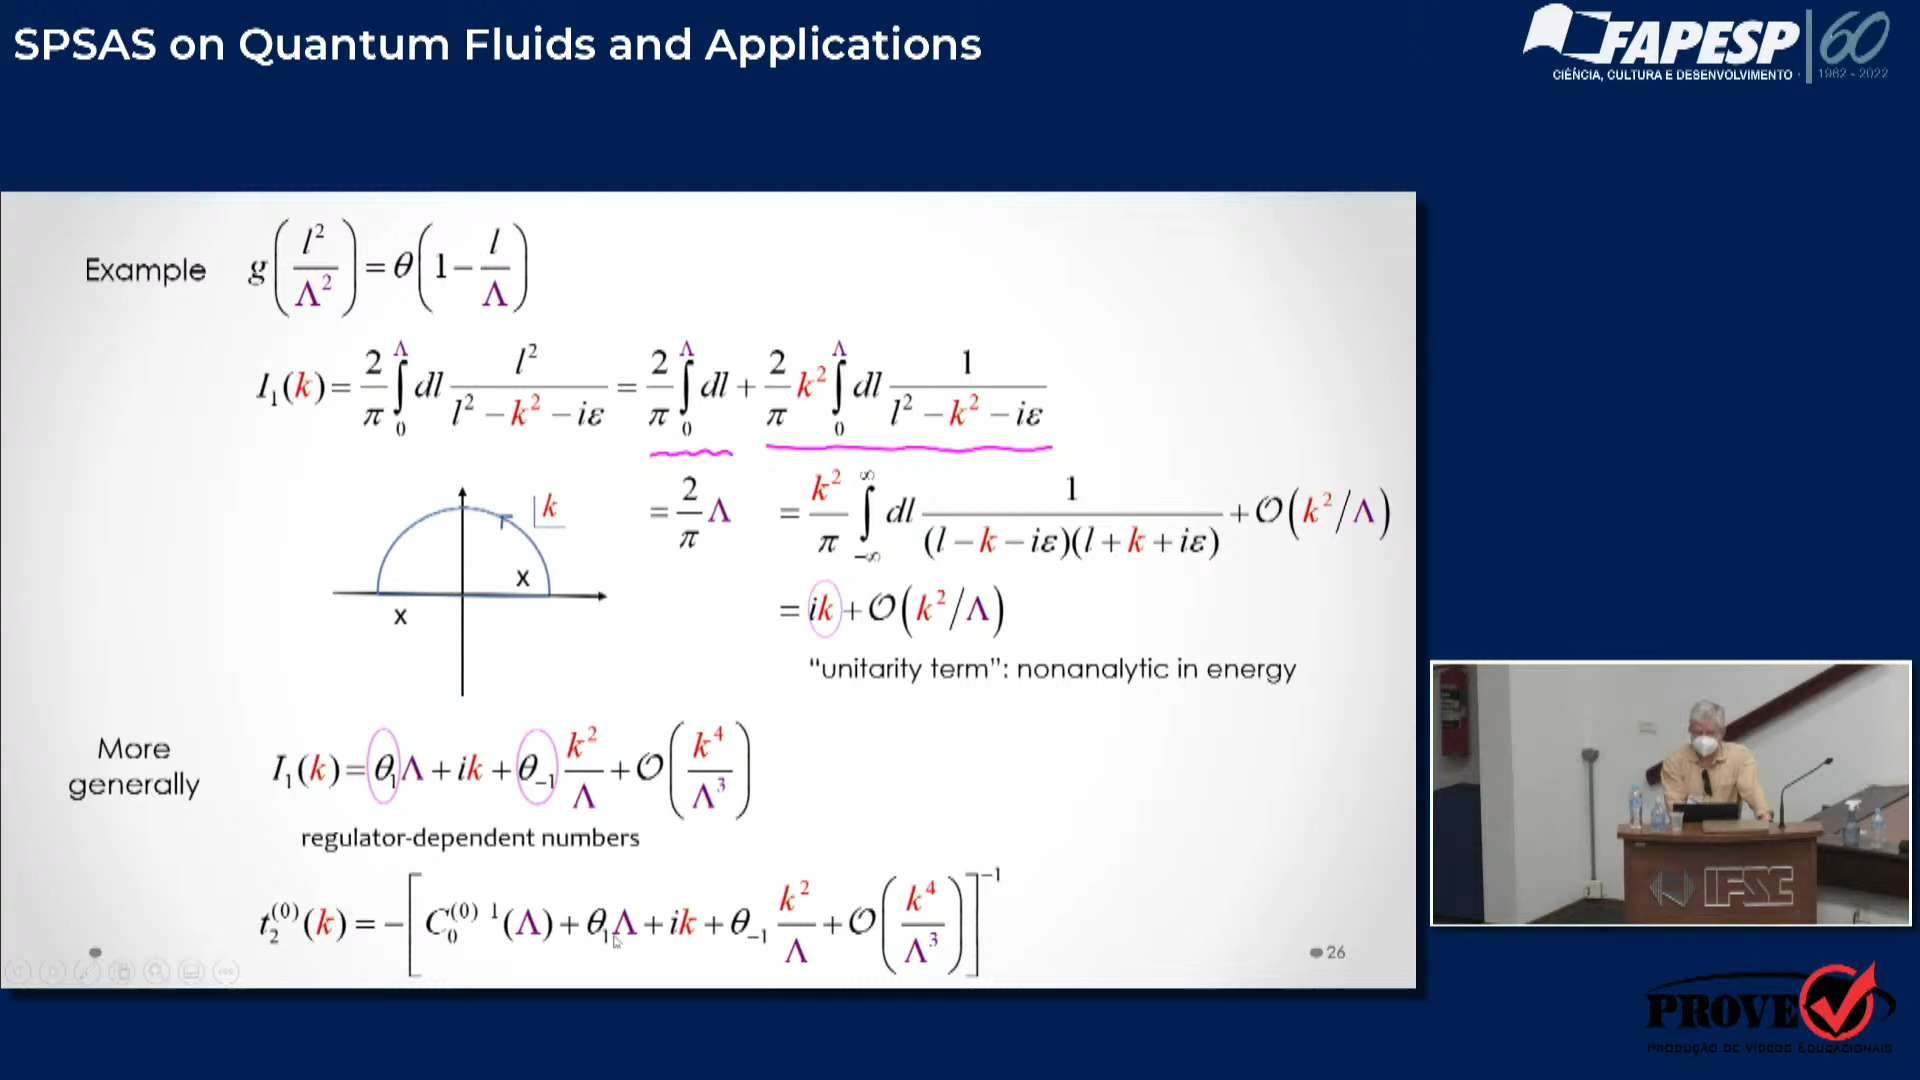 SPSAS on Quantum Fluids and Applications
FAPESP 60
CIÊNCIA, CULTURA E DESENVOLVIMENTO · 1962 - 2022
Example g(l²/Λ²) = θ(1 − l/Λ)
I₁(k) = 2/π ∫₀^Λ dl l²/(l² − k² − iε) = 2/π ∫₀^Λ dl + 2/π k² ∫₀^Λ dl 1/(l² − k² − iε)
= 2/π Λ
= k²/π ∫_{-∞}^{∞} dl 1/((l − k − iε)(l + k + iε)) + O(k²/Λ)
k
x
x
= ik + O(k²/Λ)
“unitarity term”: nonanalytic in energy
More
generally
I₁(k) = θ₁Λ + ik + θ₋₁ k²/Λ + O(k⁴/Λ³)
regulator-dependent numbers
t₂⁽⁰⁾(k) = −[C₀⁽⁰⁾ ¹(Λ) + θ₁Λ + ik + θ₋₁ k²/Λ + O(k⁴/Λ³)]⁻¹
26
IFSC
PROVE
PRODUÇÃO DE VÍDEOS EDUCACIONAIS